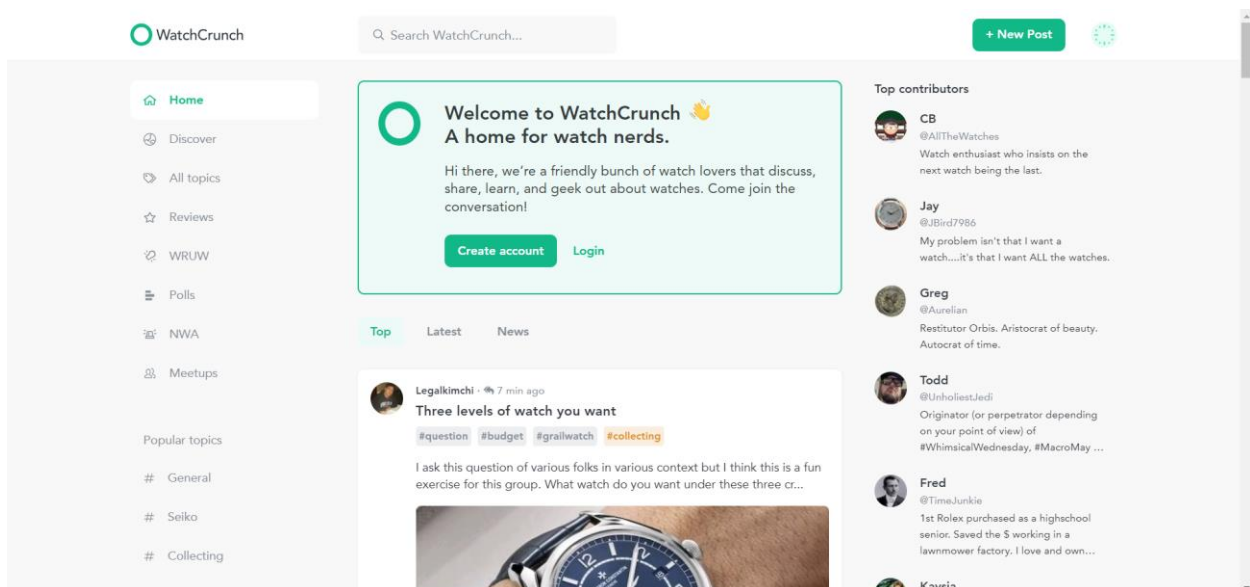 WatchCrunch
Search WatchCrunch...
+ New Post
Home
Discover
All topics
Reviews
WRUW
Polls
NWA
Meetups
Popular topics
# General
# Seiko
# Collecting
Welcome to WatchCrunch 👋
A home for watch nerds.
Hi there, we're a friendly bunch of watch lovers that discuss,
share, learn, and geek out about watches. Come join the
conversation!
Create account
Login
Top
Latest
News
Legalkimchi · 7 min ago
Three levels of watch you want
#question #budget #grailwatch #collecting
I ask this question of various folks in various context but I think this is a fun
exercise for this group. What watch do you want under these three cr...
12
Top contributors
CB
@AllTheWatches
Watch enthusiast who insists on the
next watch being the last.
Jay
@JBird7986
My problem isn't that I want a
watch....it's that I want ALL the watches.
Greg
@Aurelian
Restitutor Orbis. Aristocrat of beauty.
Autocrat of time.
Todd
@UnholiestJedi
Originator (or perpetrator depending
on your point of view) of
#WhimsicalWednesday, #MacroMay ...
Fred
@TimeJunkie
1st Rolex purchased as a highschool
senior. Saved the $ working in a
lawnmower factory. I love and own...